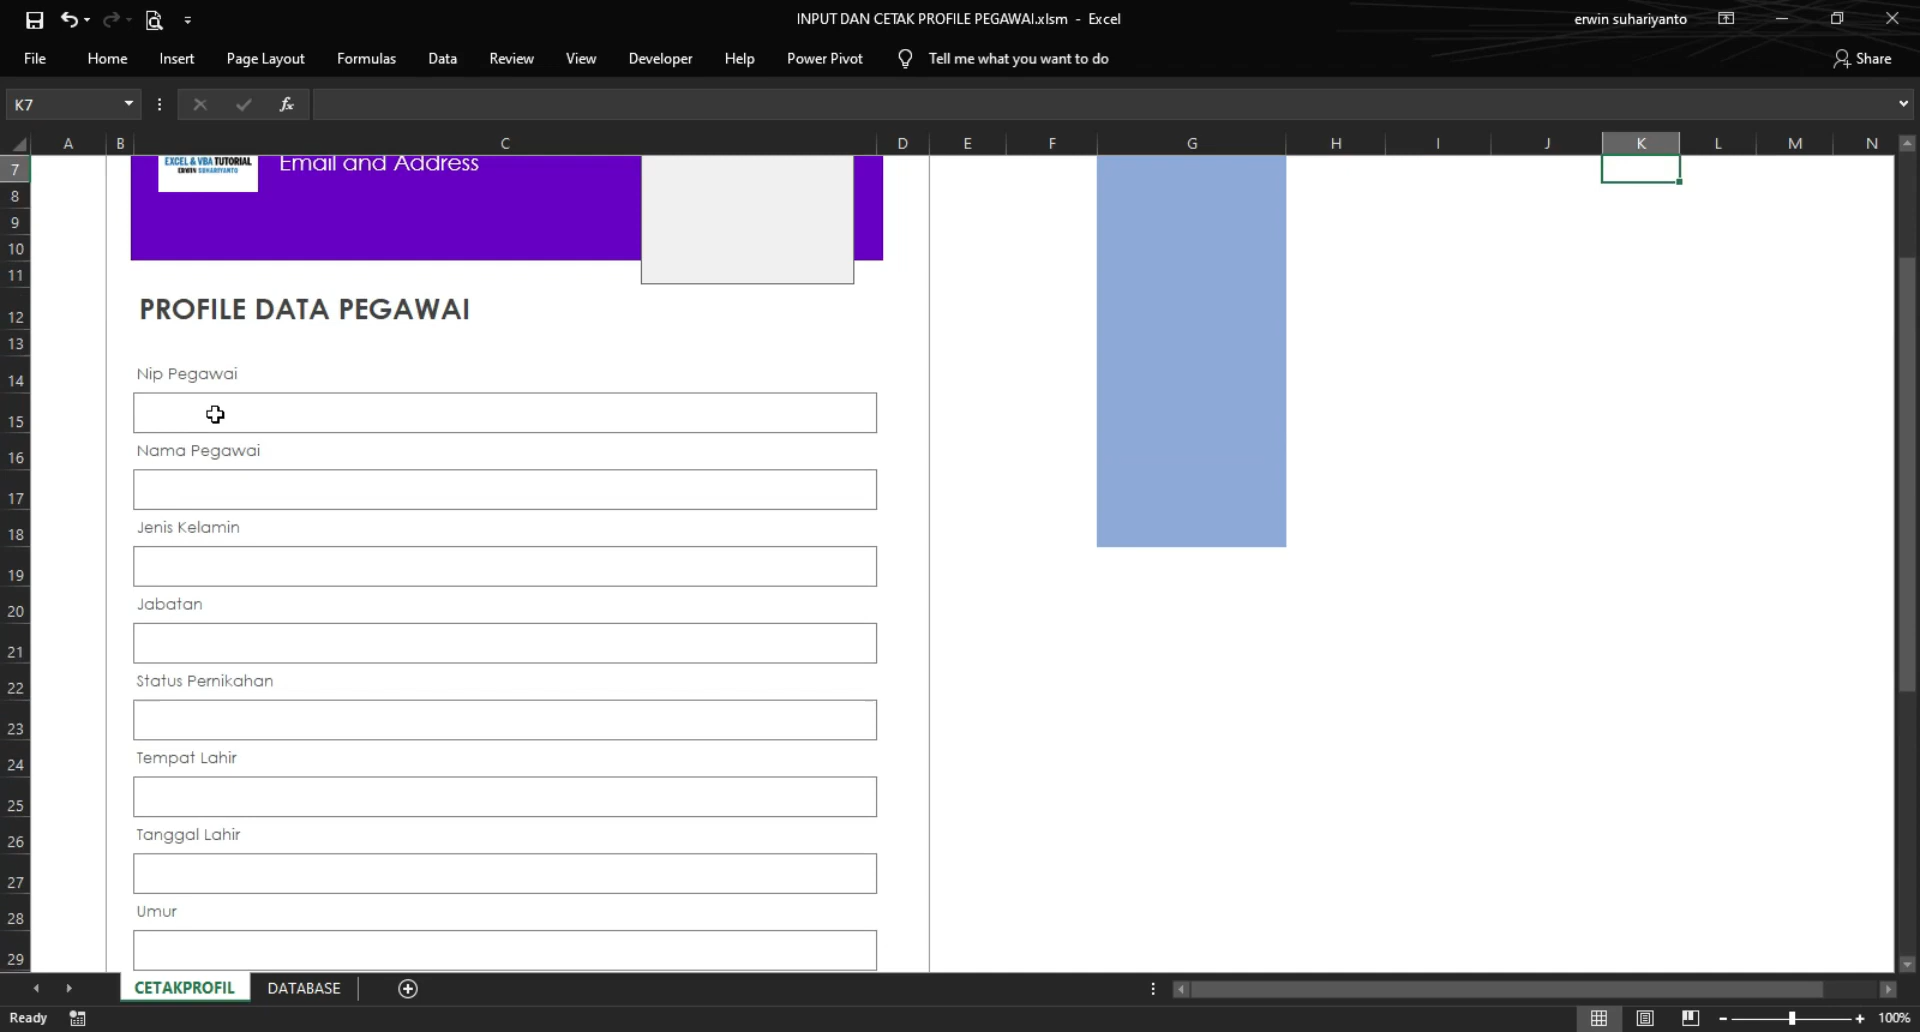 INPUT DAN CETAK PROFILE PEGAWAI.xlsm - Excel
erwin suhariyanto
File Home Insert Page Layout Formulas Data Review View Developer Help Power Pivot Tell me what you want to do Share
K7 fx
A B C D E F G H I J K L M N
7
8
9
10
11
12
13
14
15
16
17
18
19
20
21
22
23
24
25
26
27
28
29
EXCEL & VBA TUTORIAL
ERWIN SUHARIYANTO
Email and Address
PROFILE DATA PEGAWAI
Nip Pegawai
Nama Pegawai
Jenis Kelamin
Jabatan
Status Pernikahan
Tempat Lahir
Tanggal Lahir
Umur
CETAKPROFIL DATABASE
Ready
100%